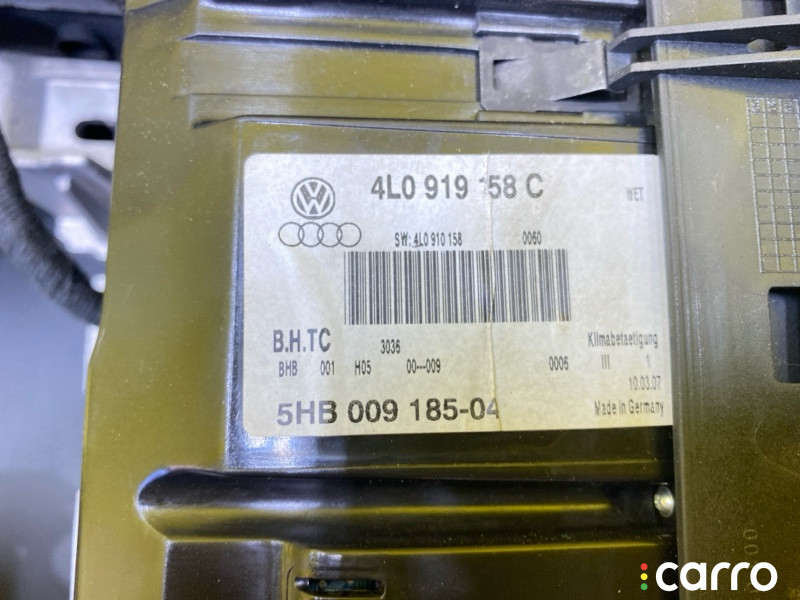 4L0 919 158 C
WET
SW: 4L0 910 158 0060
B.H.TC 3036
Klimabetaetigung
BHB 001 H05 00---009 0006 III 1
10.03.07
5HB 009 185-04
Made in Germany
00
carro